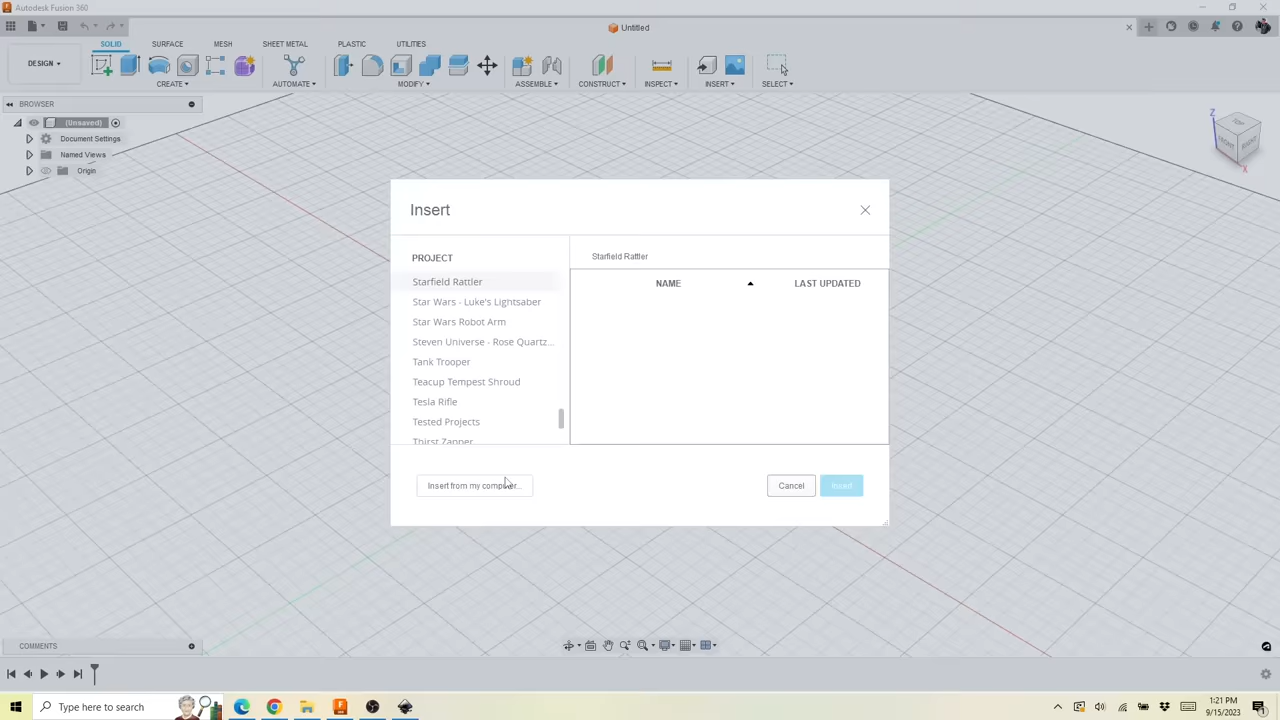 Autodesk Fusion 360
Untitled
SOLID
SURFACE
MESH
SHEET METAL
PLASTIC
UTILITIES
DESIGN
CREATE
AUTOMATE
MODIFY
ASSEMBLE
CONSTRUCT
INSPECT
INSERT
SELECT
BROWSER
(Unsaved)
Document Settings
Named Views
Origin
Z
TOP
FRONT
RIGHT
X
Insert
PROJECT
Starfield Rattler
Star Wars - Luke's Lightsaber
Star Wars Robot Arm
Steven Universe - Rose Quartz...
Tank Trooper
Teacup Tempest Shroud
Tesla Rifle
Tested Projects
Thirst Zapper
Starfield Rattler
NAME
LAST UPDATED
Insert from my computer...
Cancel
Insert
COMMENTS
Type here to search
1:21 PM
9/15/2023